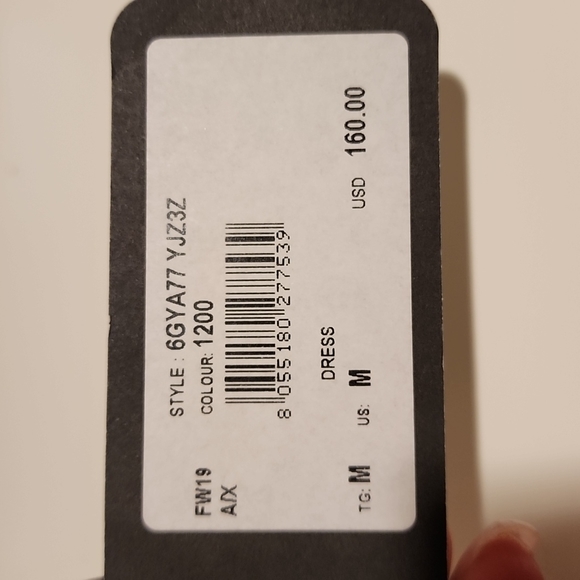 FW19
A/X
STYLE : 6GYA77 YJZ3Z
COLOUR: 1200
8 055180 277539
DRESS
TG: M
US: M
USD 160.00